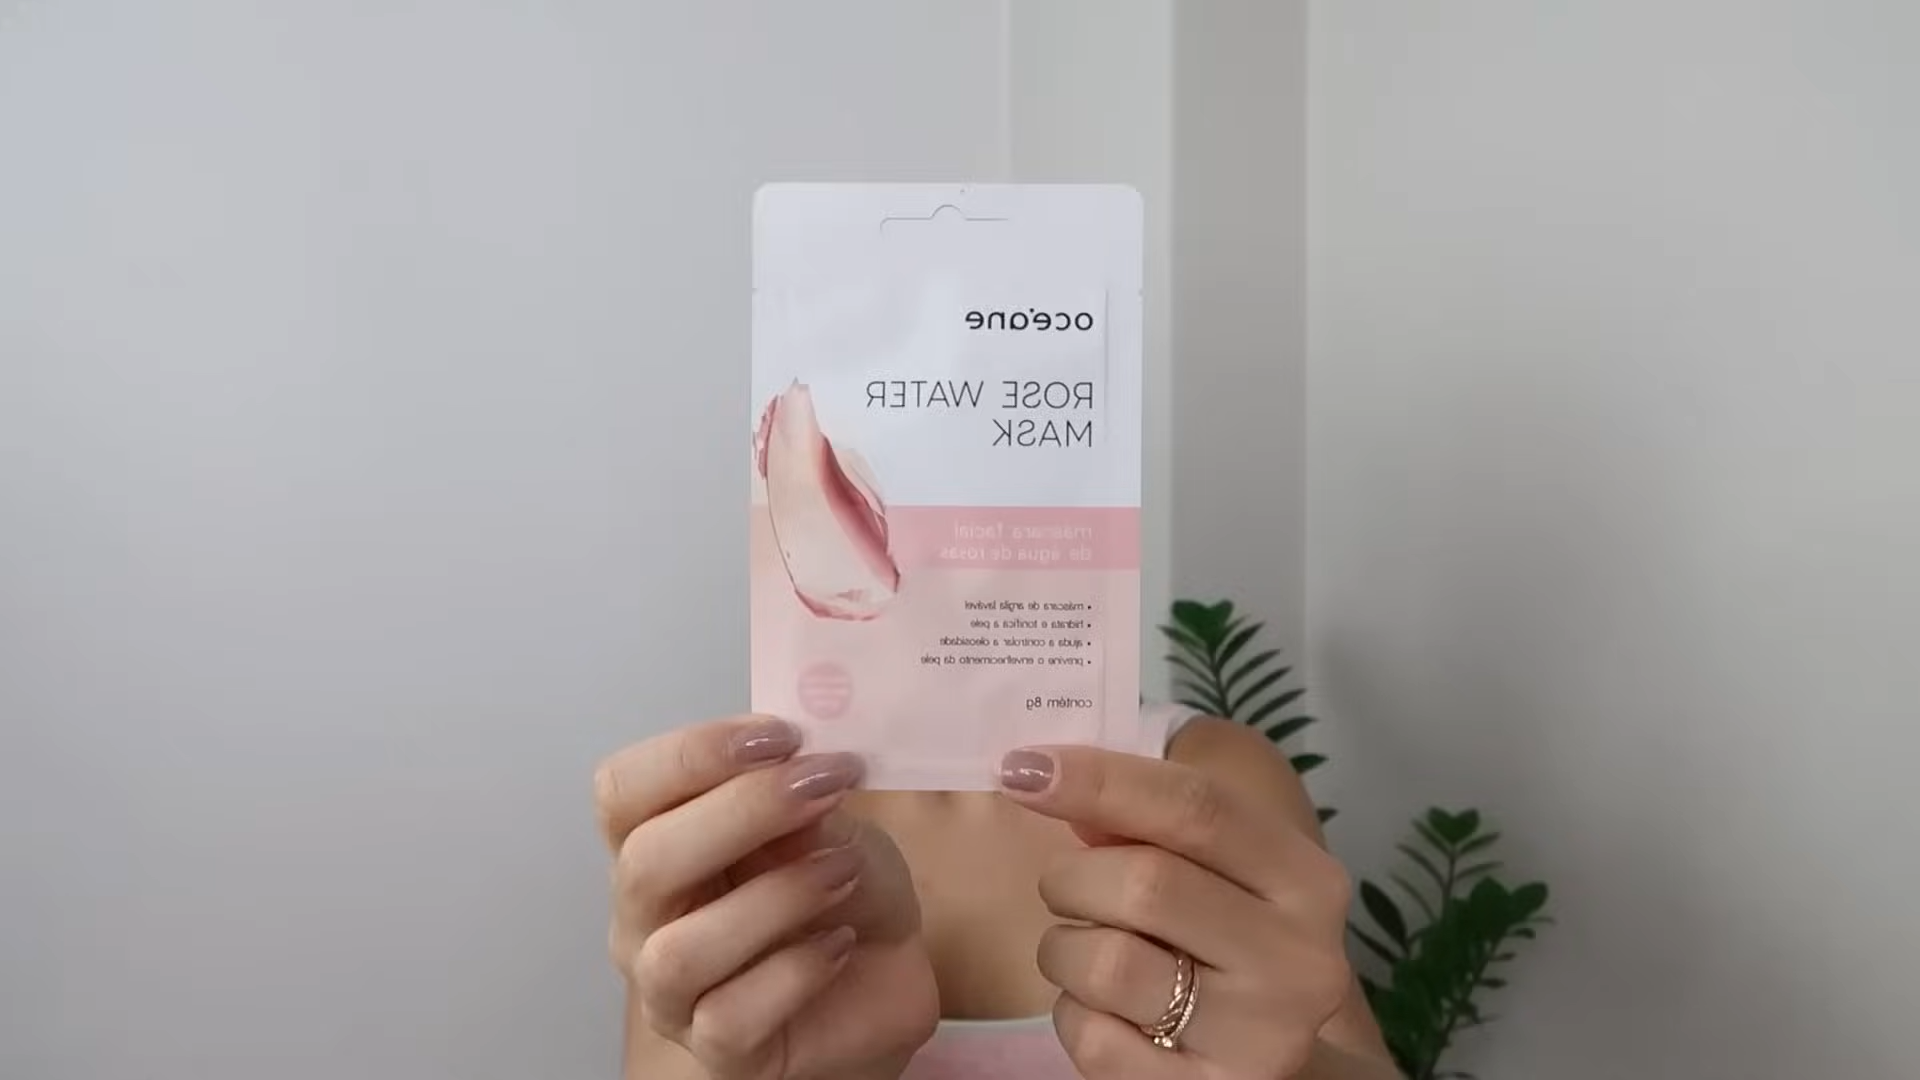 océane
ROSE WATER
MASK
máscara facial
de água de rosas
• máscara de argila lavável
• hidrata e tonifica a pele
• ajuda a controlar a oleosidade
• previne o envelhecimento da pele
contém 8g